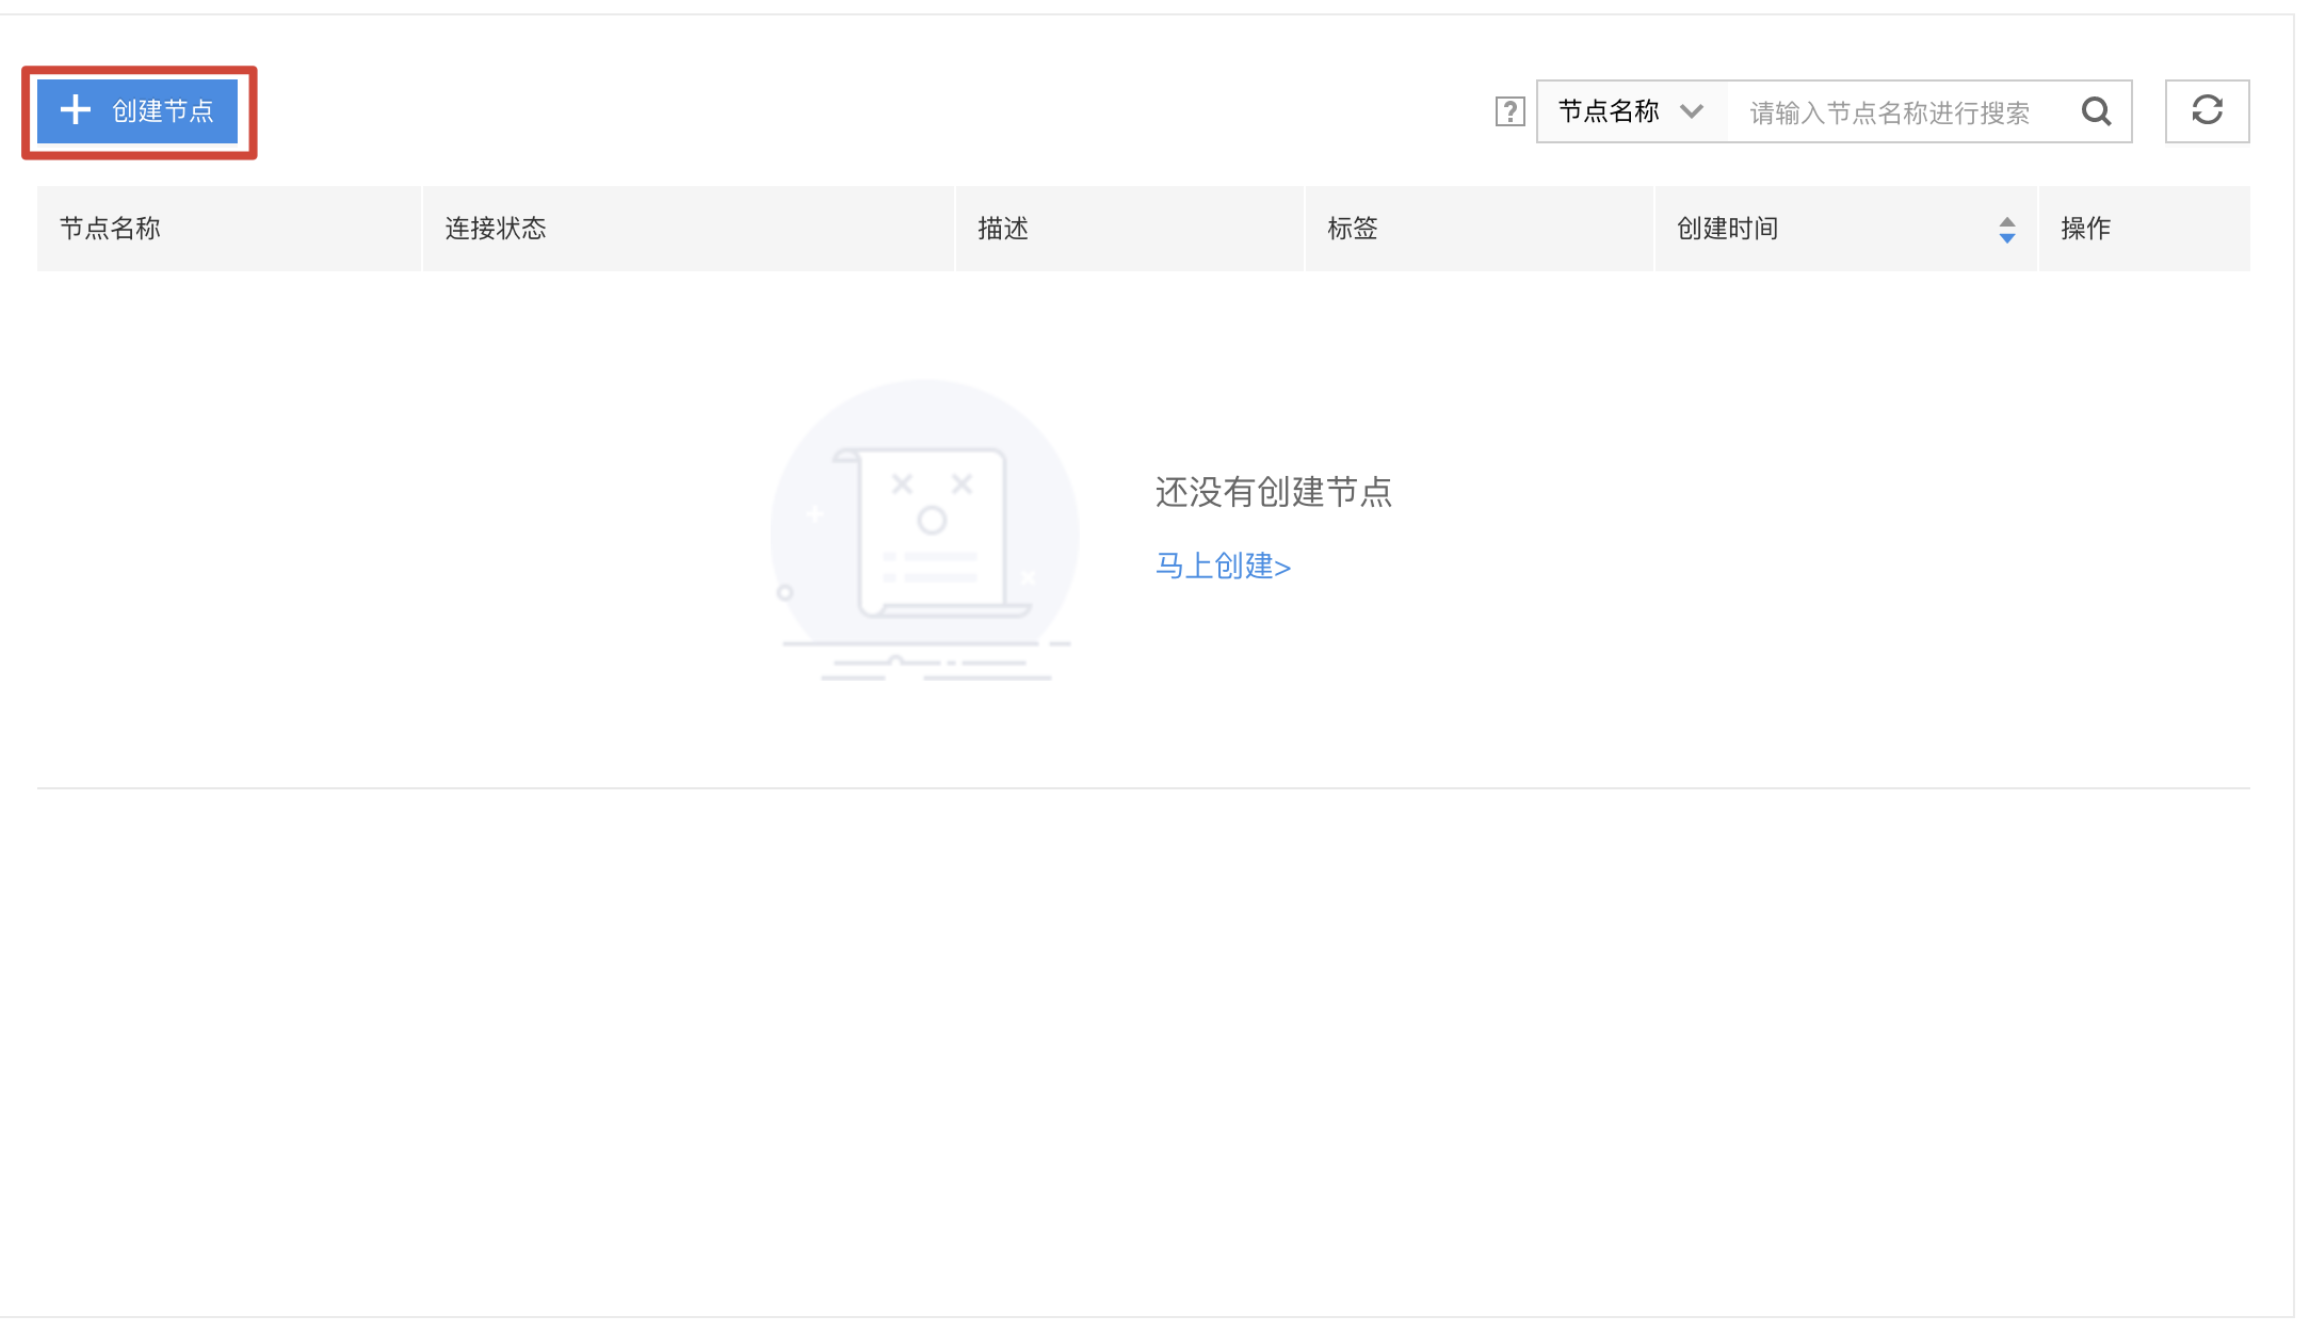 创建节点
? 节点名称 请输入节点名称进行搜索
节点名称 连接状态 描述 标签 创建时间 操作
还没有创建节点
马上创建>